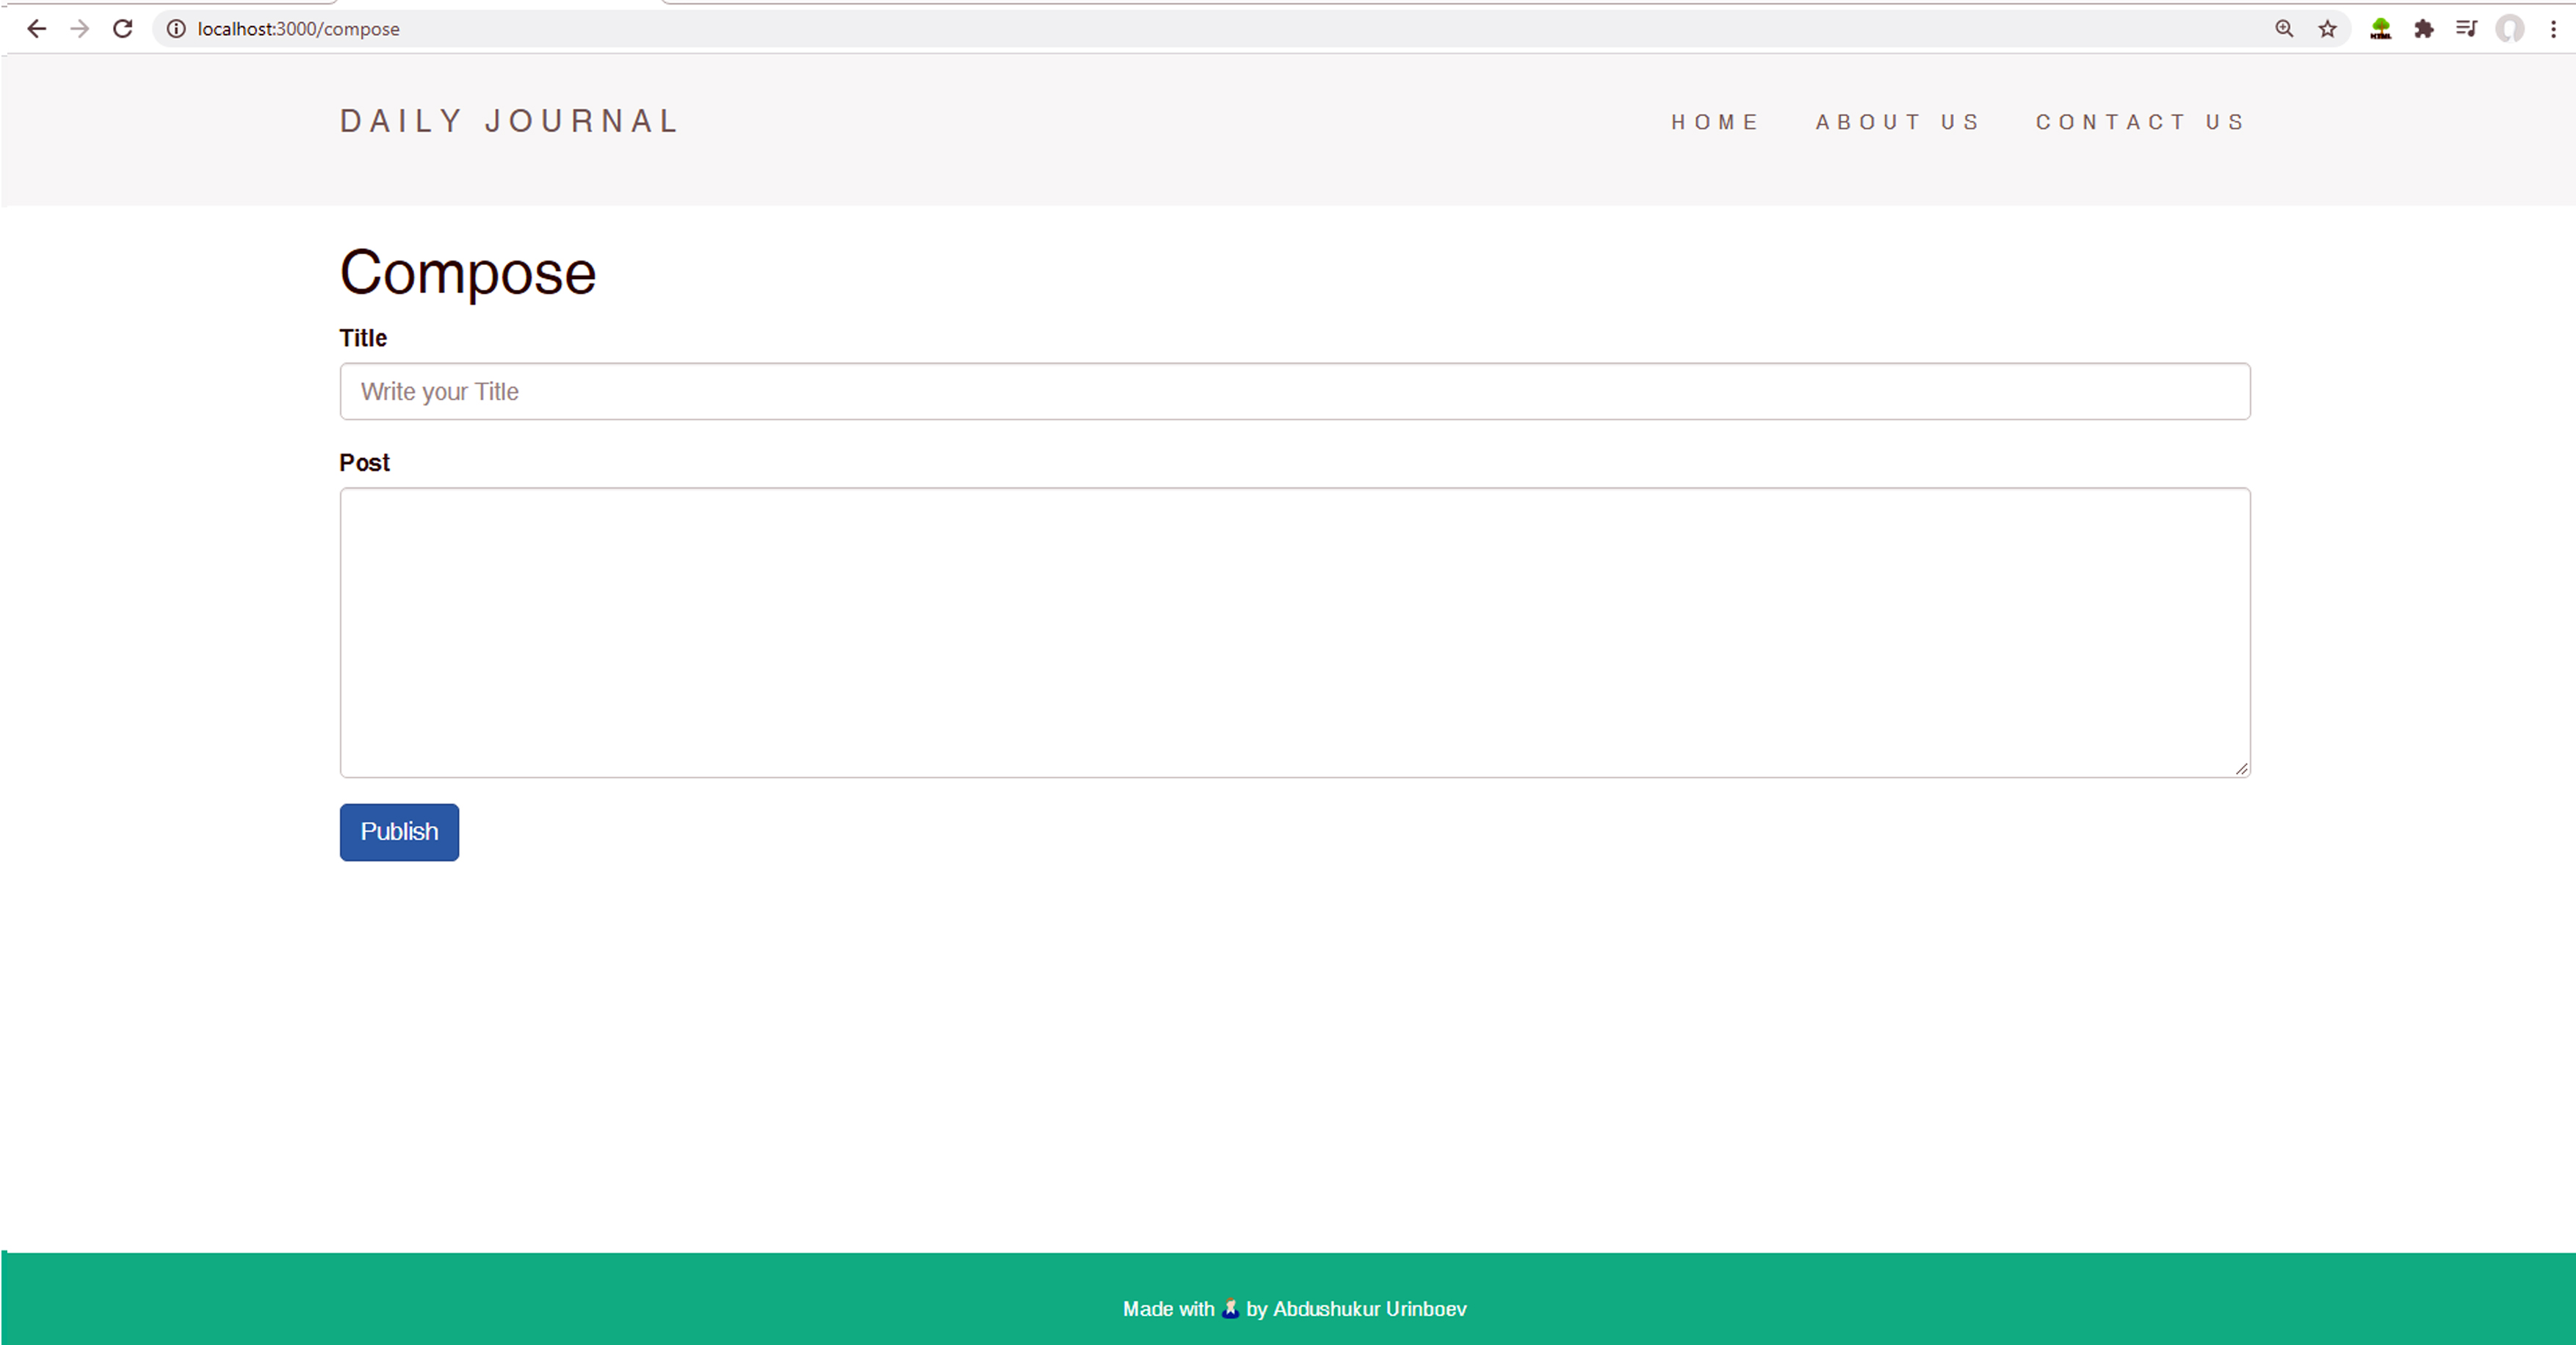 localhost:3000/compose
DAILY JOURNAL HOME ABOUT US CONTACT US
Compose
Title
Write your Title
Post
Publish
Made with by Abdushukur Urinboev